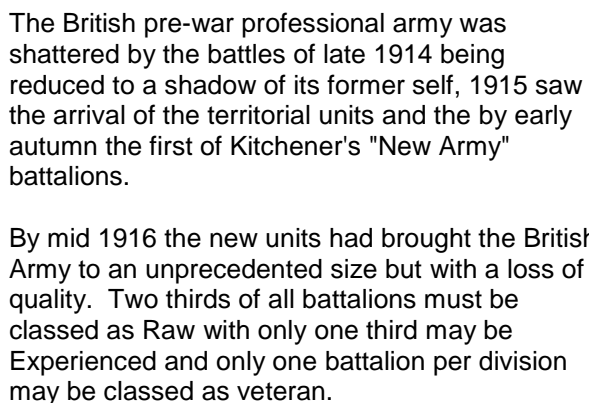 The British pre-war professional army was
shattered by the battles of late 1914 being
reduced to a shadow of its former self, 1915 saw
the arrival of the territorial units and the by early
autumn the first of Kitchener's "New Army"
battalions.
By mid 1916 the new units had brought the British
Army to an unprecedented size but with a loss of
quality.  Two thirds of all battalions must be
classed as Raw with only one third may be
Experienced and only one battalion per division
may be classed as veteran.